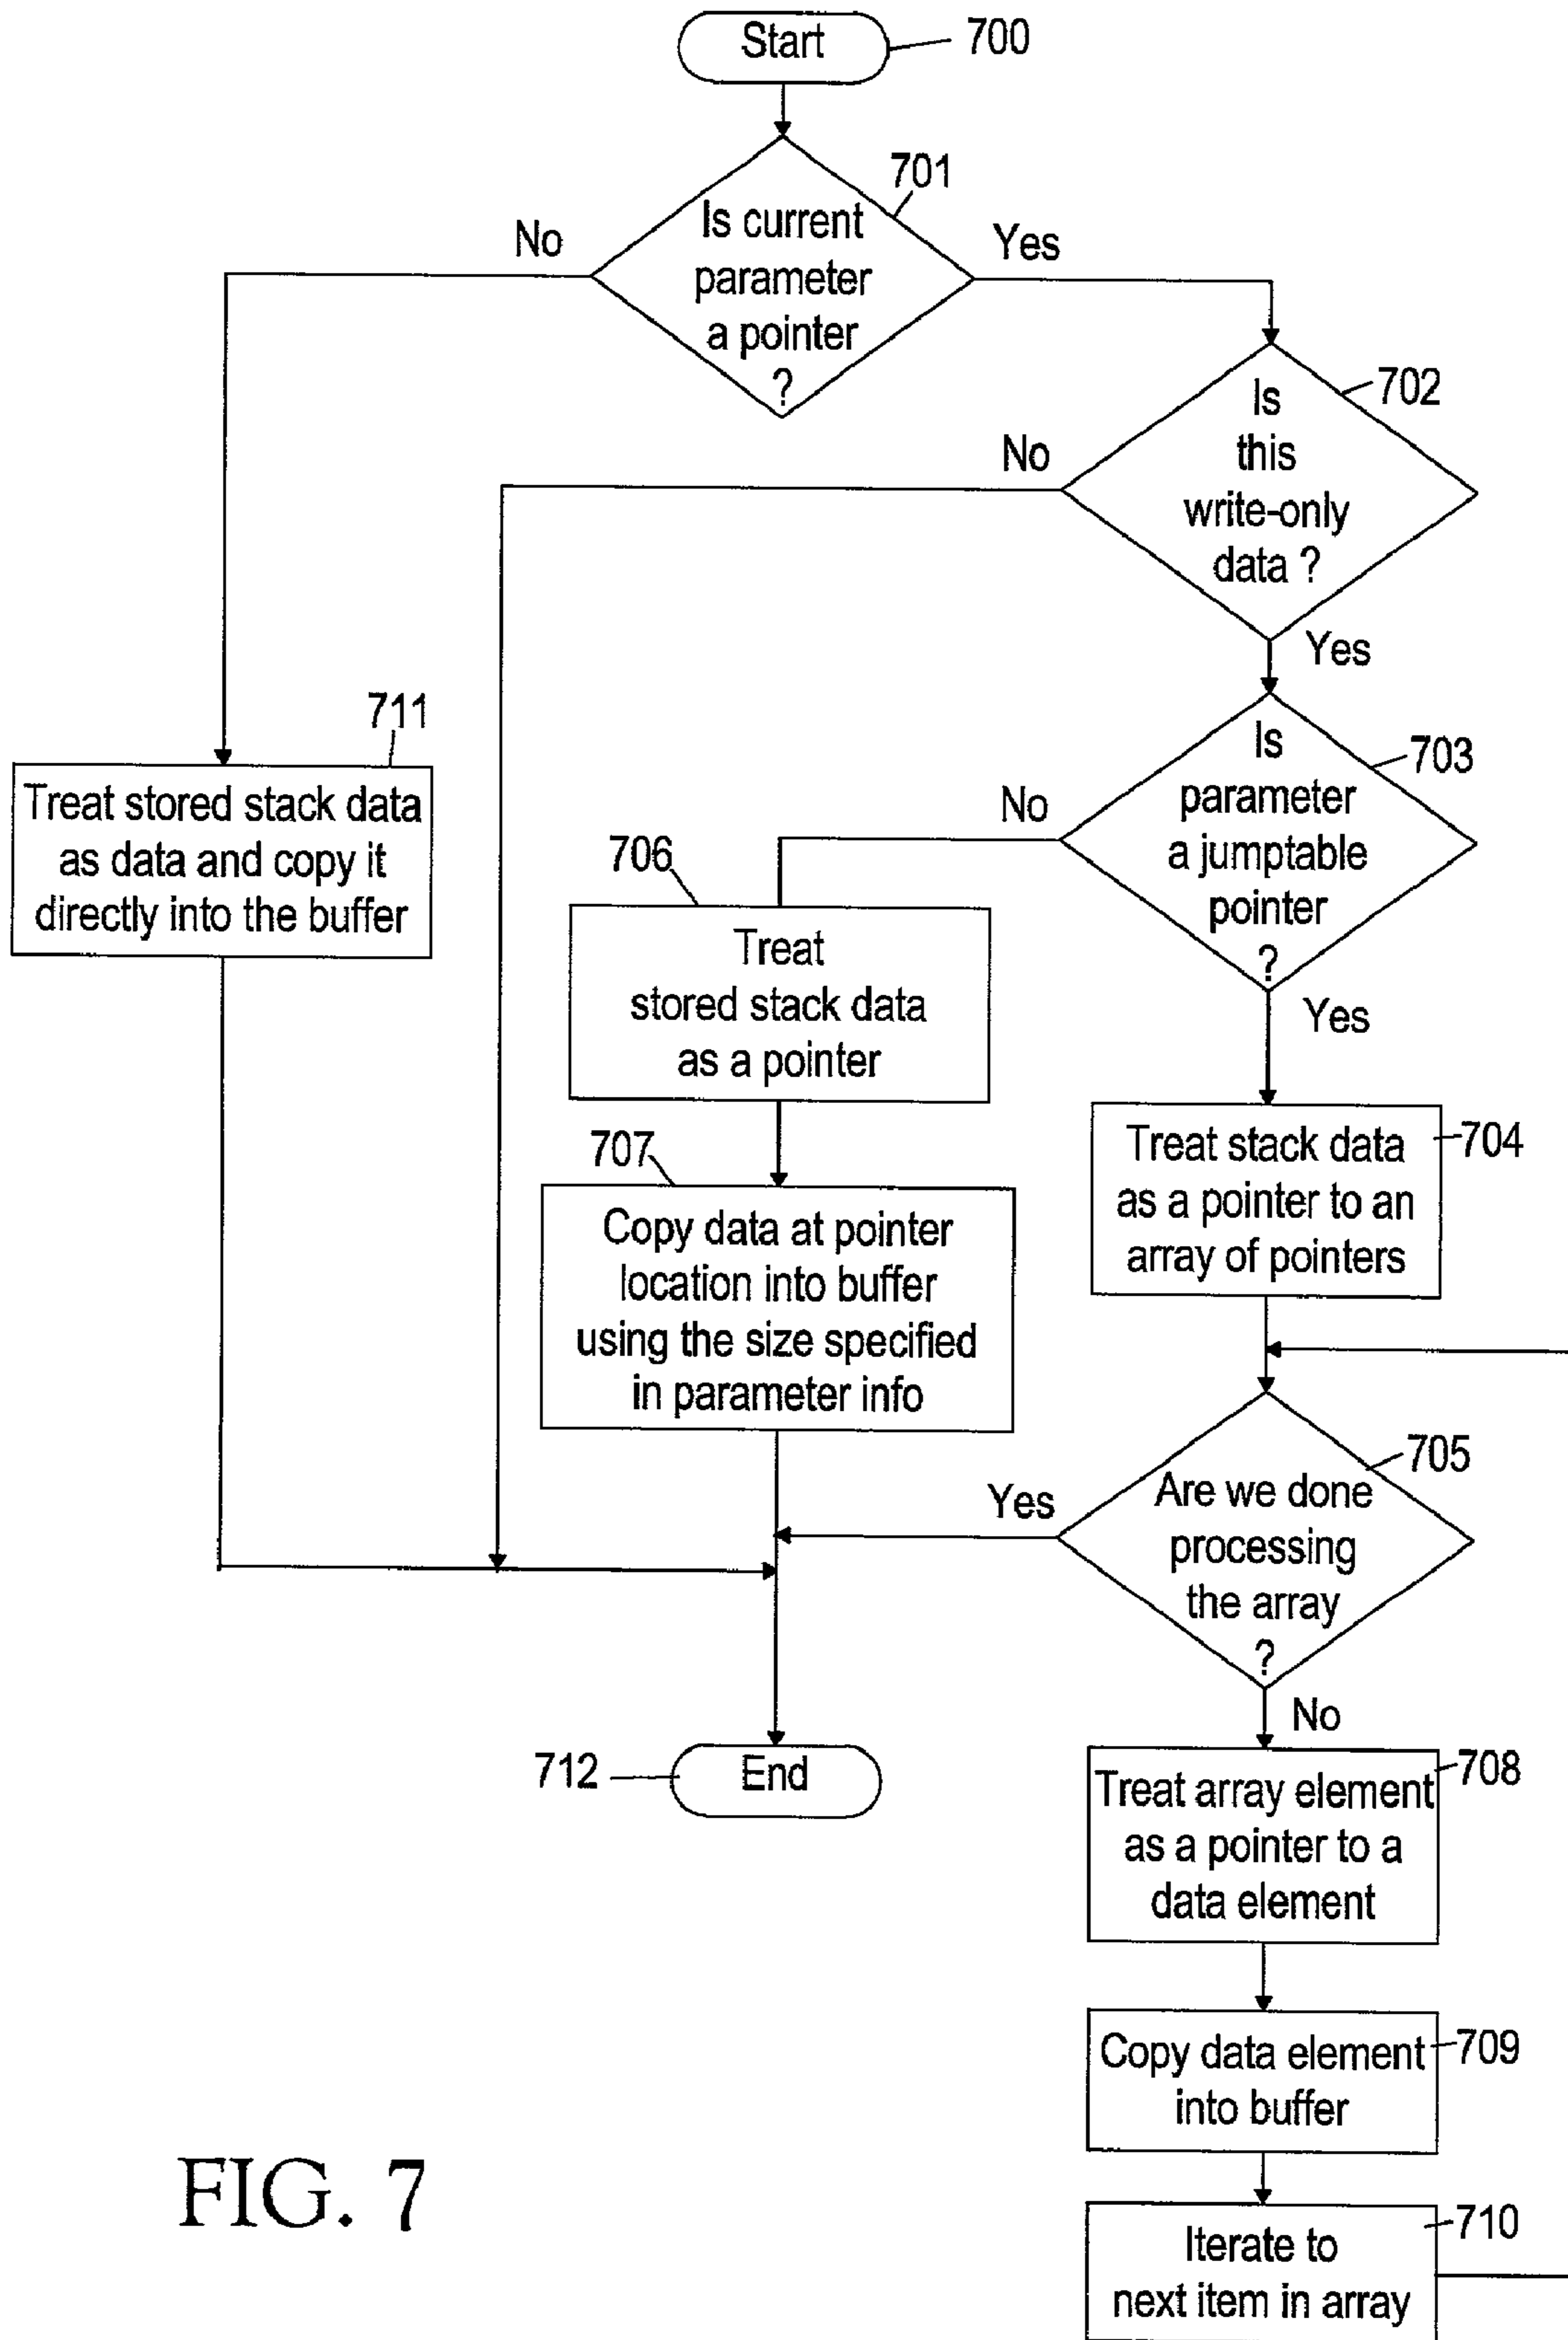 Start
700
701
Is current
parameter
a pointer
?
No
Yes
702
Is
this
write-only
data ?
No
Yes
703
Is
parameter
a jumptable
pointer
?
No
Yes
711
Treat stored stack data
as data and copy it
directly into the buffer
706
Treat
stored stack data
as a pointer
704
Treat stack data
as a pointer to an
array of pointers
707
Copy data at pointer
location into buffer
using the size specified
in parameter info
705
Are we done
processing
the array
?
Yes
No
712
End
708
Treat array element
as a pointer to a
data element
709
Copy data element
into buffer
710
Iterate to
next item in array
FIG. 7